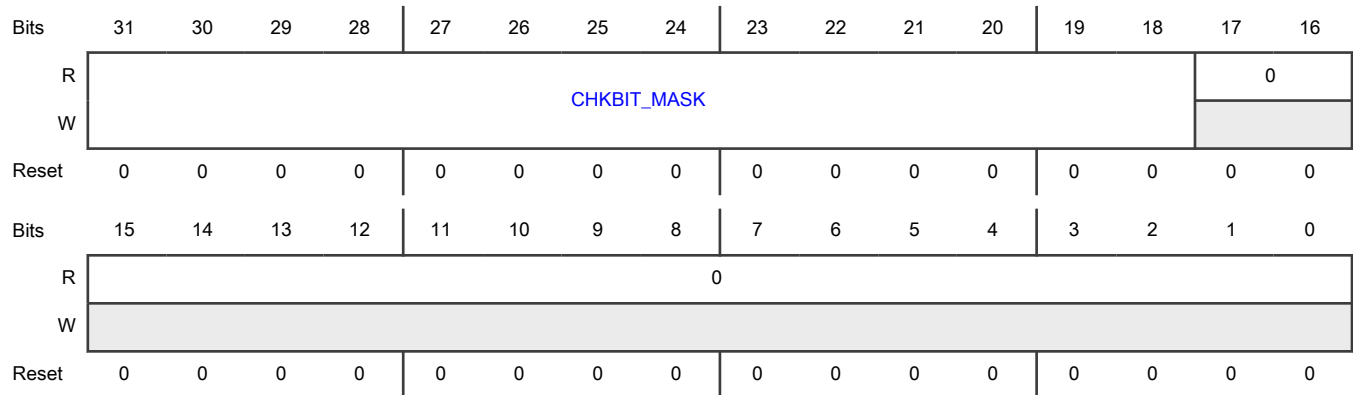 Bits 31 30 29 28 27 26 25 24 23 22 21 20 19 18 17 16
R 0
CHKBIT_MASK
W
Reset 0 0 0 0 0 0 0 0 0 0 0 0 0 0 0 0
Bits 15 14 13 12 11 10 9 8 7 6 5 4 3 2 1 0
R 0
W
Reset 0 0 0 0 0 0 0 0 0 0 0 0 0 0 0 0